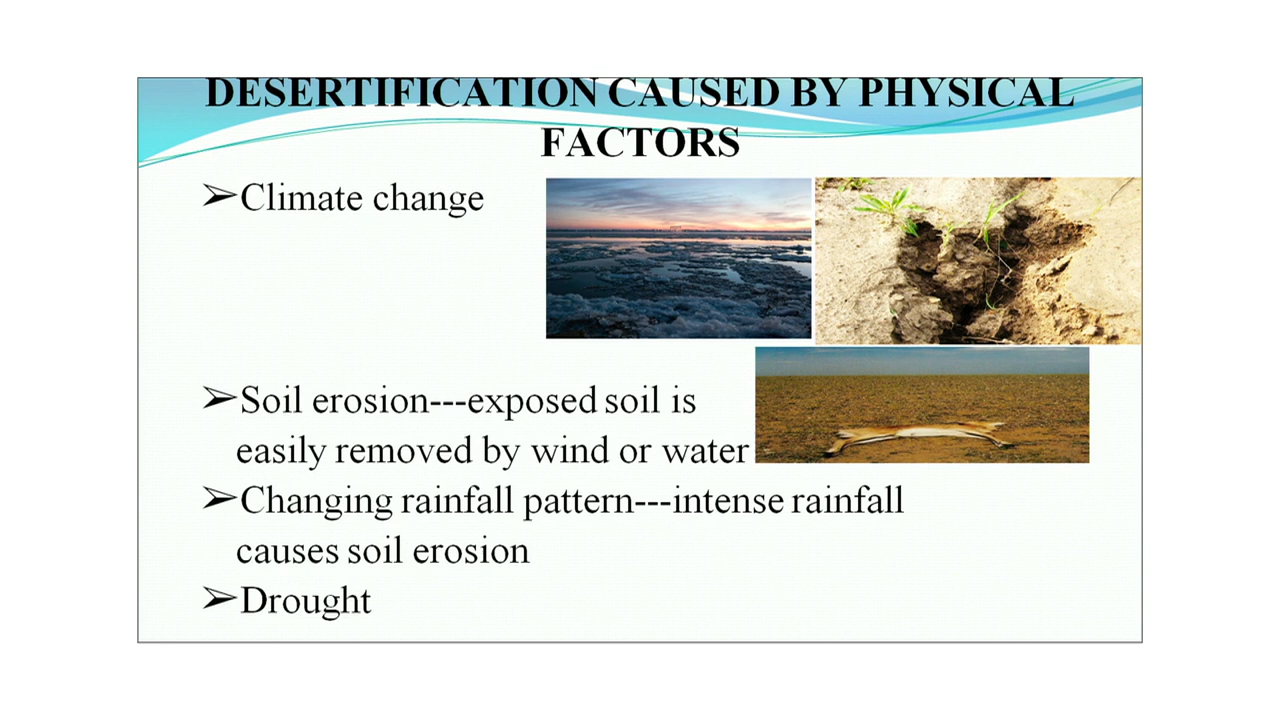 DESERTIFICATION CAUSED BY PHYSICAL
FACTORS
➢Climate change
➢Soil erosion---exposed soil is
easily removed by wind or water
➢Changing rainfall pattern---intense rainfall
causes soil erosion
➢Drought